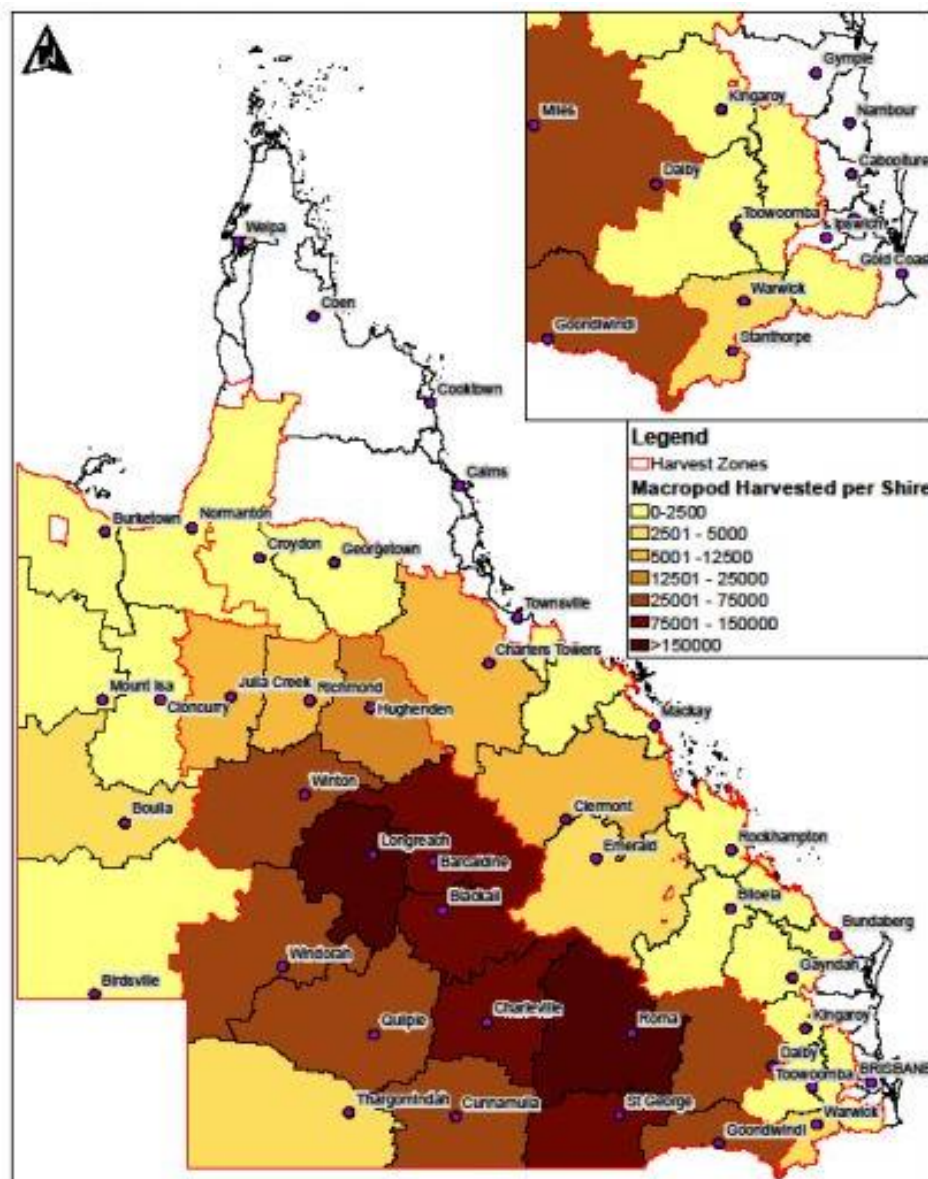 N
Gympie
Kingaroy
Miles
Nambour
Caboolture
Dalby
Toowoomba
Ipswich
Gold Coas
Warwick
Goondiwindi
Stanthorpe
Legend
Harvest Zones
Macropod Harvested per Shire
0-2500
2501 - 5000
5001 -12500
12501 - 25000
25001 - 75000
75001 - 150000
>150000
Weipa
Coen
Cooktown
Cairns
Burketown
Normanton
Croydon
Georgetown
Townsville
Charters Towers
Mount Isa
Cloncurry
Julia Creek
Richmond
Hughenden
Mackay
Winton
Boulia
Clermont
Longreach
Barcaldine
Emerald
Rockhampton
Blackall
Biloela
Bundaberg
Windorah
Gayndah
Birdsville
Charleville
Quilpie
Roma
Kingaroy
Dalby
Toowoomba
BRISBANE
Thargomindah
Cunnamulla
St George
Warwick
Goondiwindi